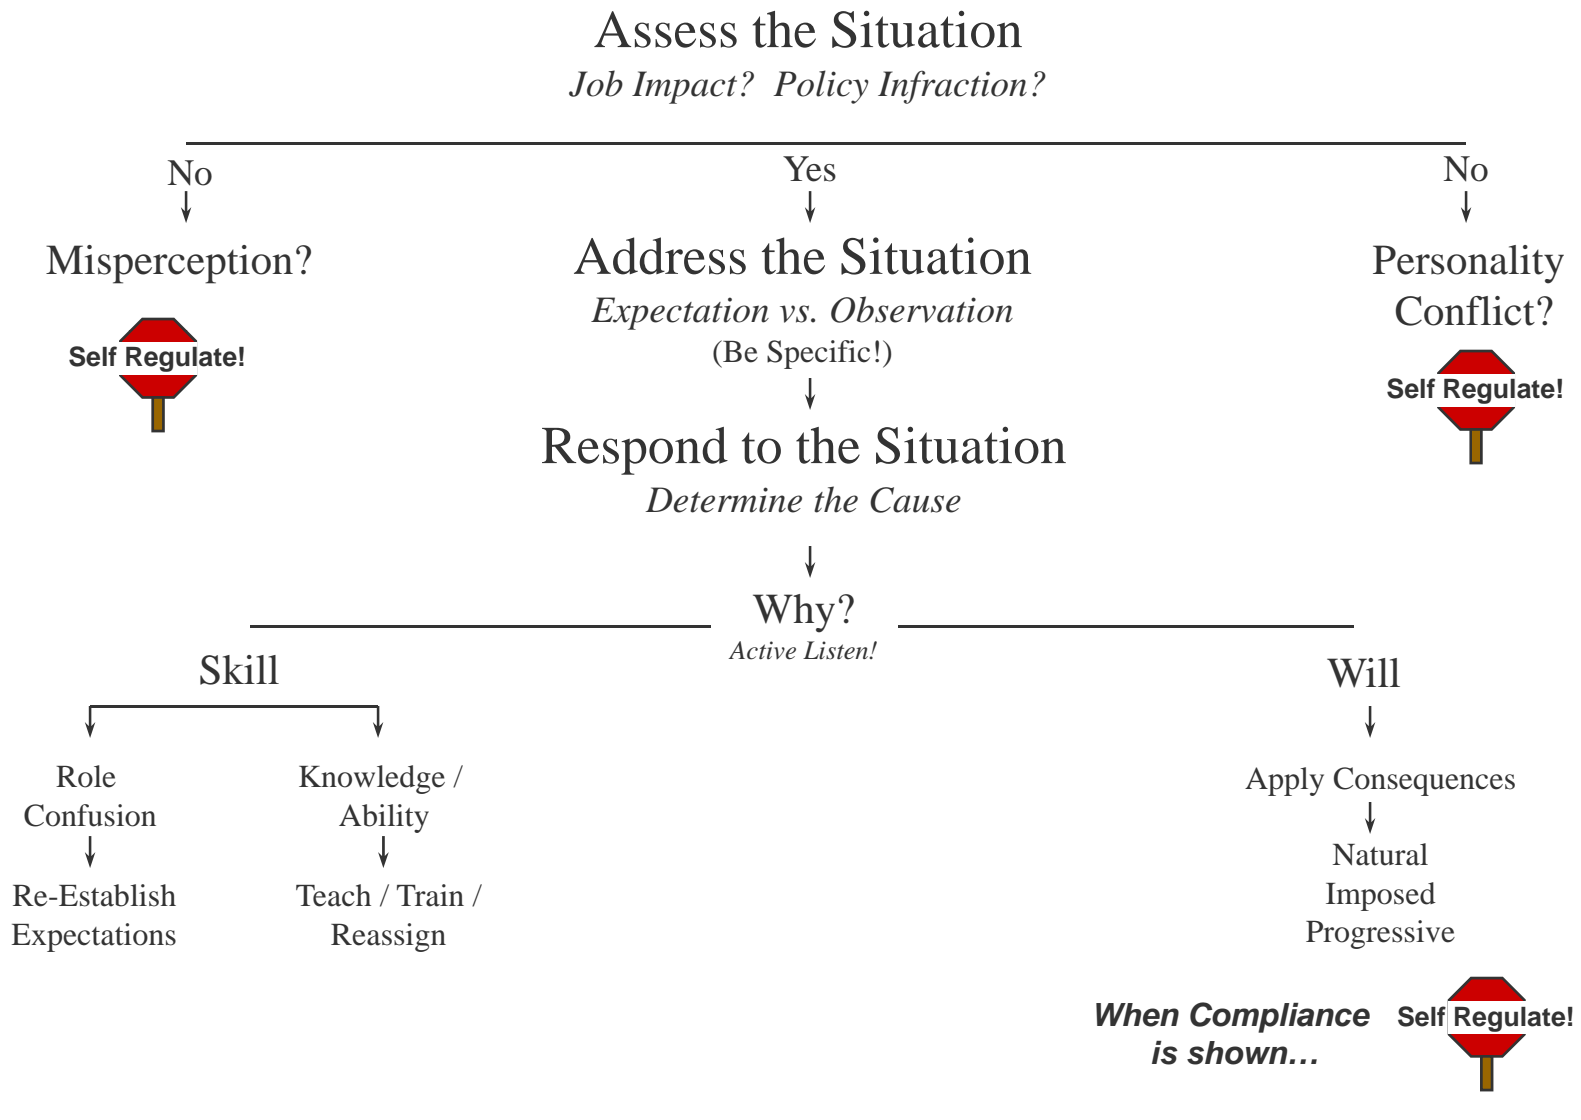 Assess the Situation
Job Impact?  Policy Infraction?
No
Yes
No
Misperception?
Self Regulate!
Address the Situation
Expectation vs. Observation
(Be Specific!)
Personality
Conflict?
Self Regulate!
Respond to the Situation
Determine the Cause
Why?
Active Listen!
Skill
Role
Confusion
Re-Establish
Expectations
Knowledge /
Ability
Teach / Train /
Reassign
Will
Apply Consequences
Natural
Imposed
Progressive
When Compliance
is shown…
Self Regulate!